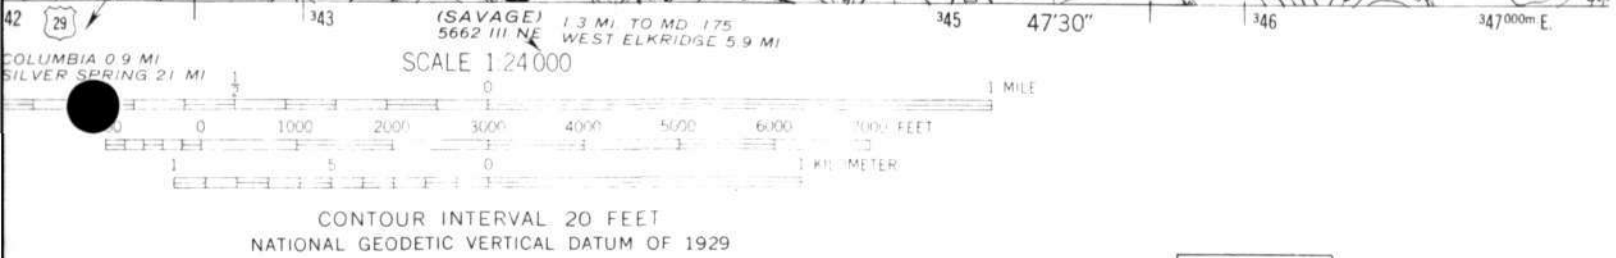 42 29 343 (SAVAGE) 1.3 MI. TO MD. 175 345 47'30" 346 347000m E.
5662 III NE WEST ELKRIDGE 5.9 MI.
COLUMBIA 0.9 MI.
SILVER SPRING 21 MI.
SCALE 1:24 000
1/2 0 1 MILE
0 1000 2000 3000 4000 5000 6000 7000 FEET
1 .5 0 1 KILOMETER
CONTOUR INTERVAL 20 FEET
NATIONAL GEODETIC VERTICAL DATUM OF 1929